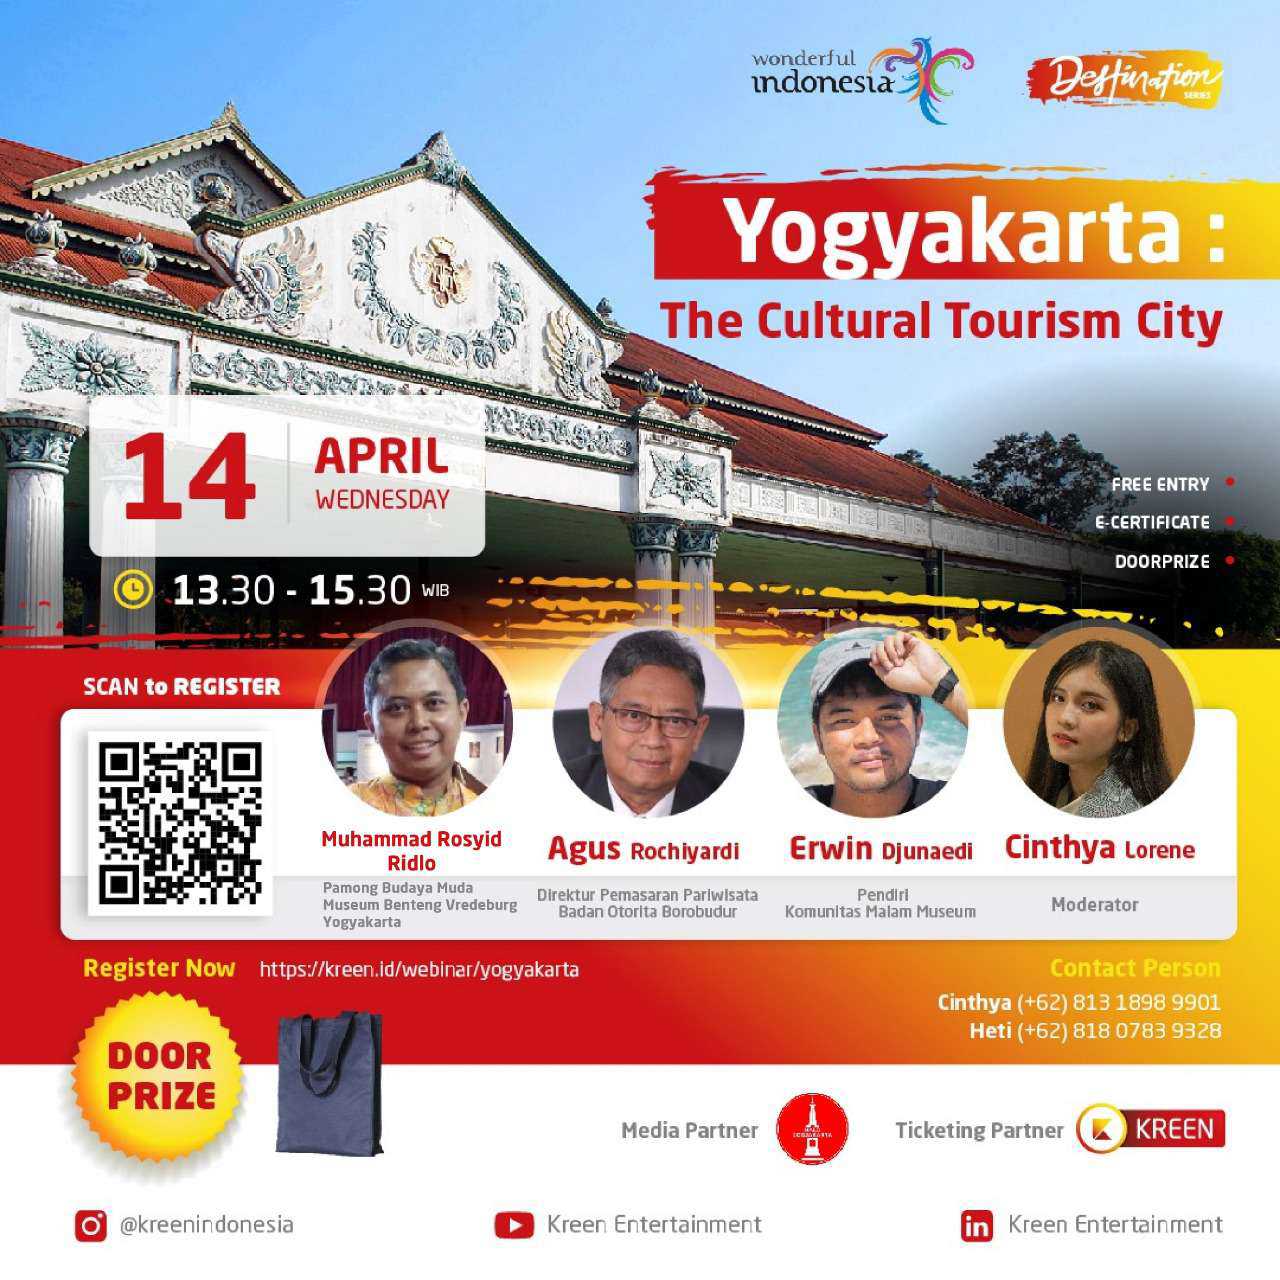 wonderful
indonesia
Destination
SERIES
Yogyakarta :
The Cultural Tourism City
14
APRIL
WEDNESDAY
13.30 - 15.30 WIB
FREE ENTRY
E-CERTIFICATE
DOORPRIZE
SCAN to REGISTER
Muhammad Rosyid
Ridlo
Pamong Budaya Muda
Museum Benteng Vredeburg
Yogyakarta
Agus Rochiyardi
Direktur Pemasaran Pariwisata
Badan Otorita Borobudur
Erwin Djunaedi
Pendiri
Komunitas Malam Museum
Cinthya Lorene
Moderator
Register Now https://kreen.id/webinar/yogyakarta
Contact Person
Cinthya (+62) 813 1898 9901
Heti (+62) 818 0783 9328
DOOR
PRIZE
Media Partner
YOGYAKARTA
Ticketing Partner
KREEN
@kreenindonesia
Kreen Entertainment
Kreen Entertainment